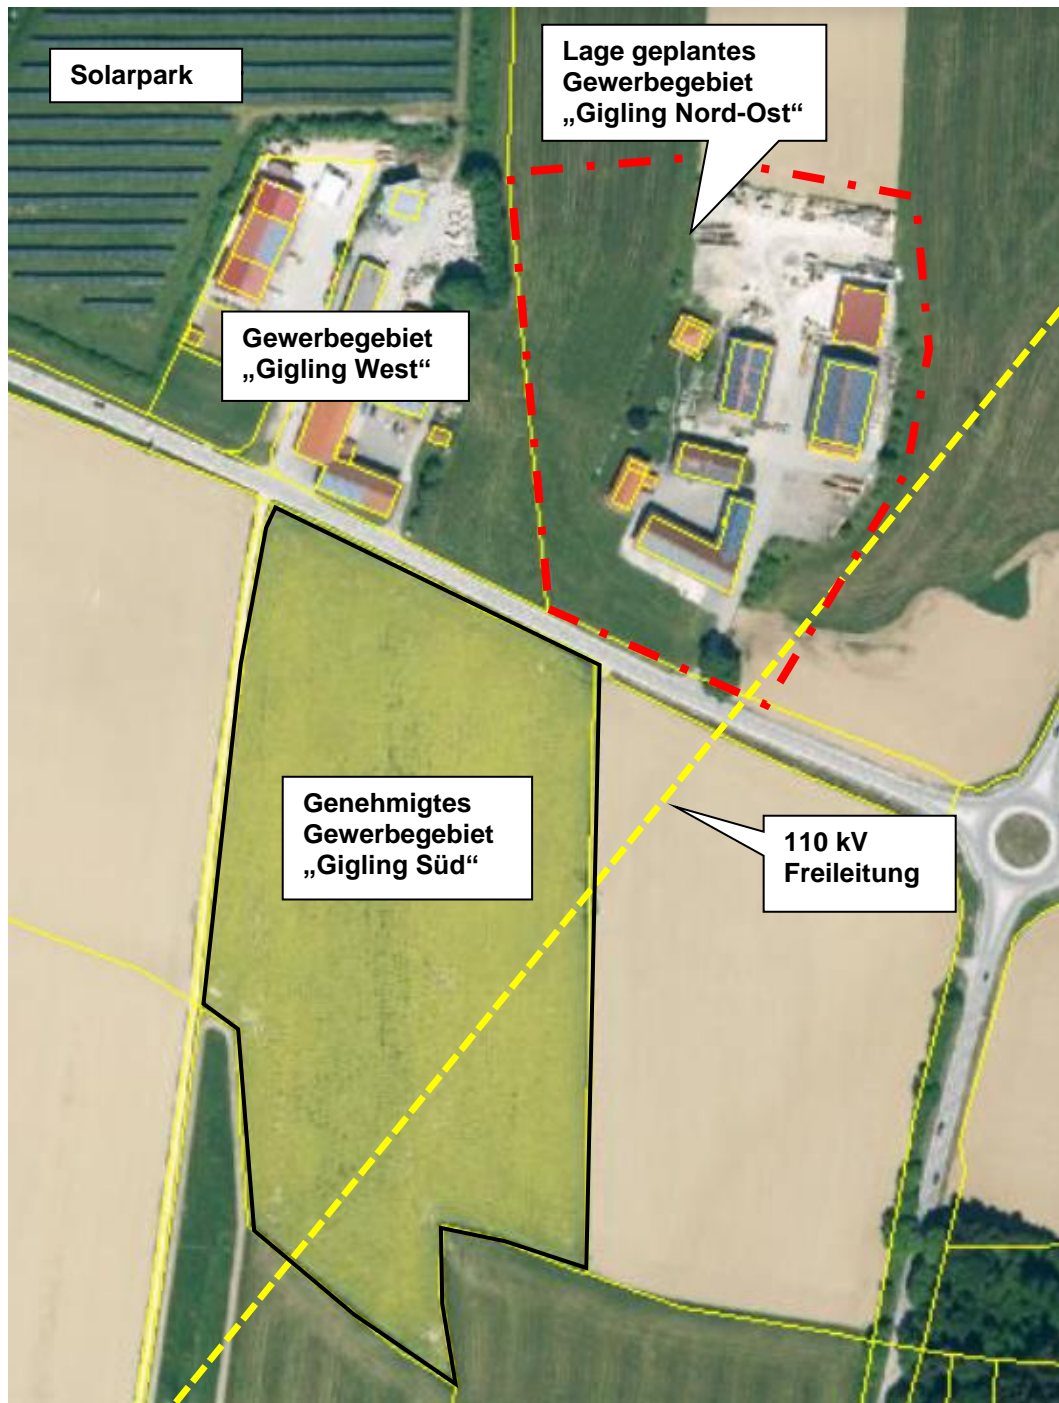 Solarpark
Lage geplantes
Gewerbegebiet
„Gigling Nord-Ost“
Gewerbegebiet
„Gigling West“
Genehmigtes
Gewerbegebiet
„Gigling Süd“
110 kV
Freileitung